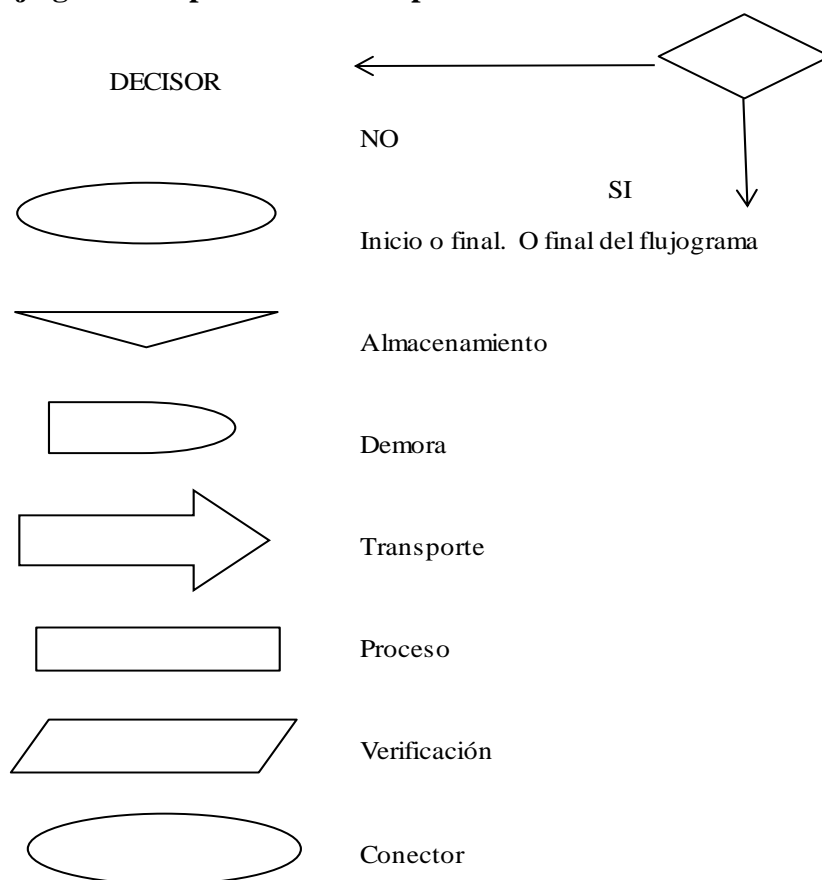 DECISOR
NO
SI
Inicio o final. O final del flujograma
Almacenamiento
Demora
Transporte
Proceso
Verificación
Conector